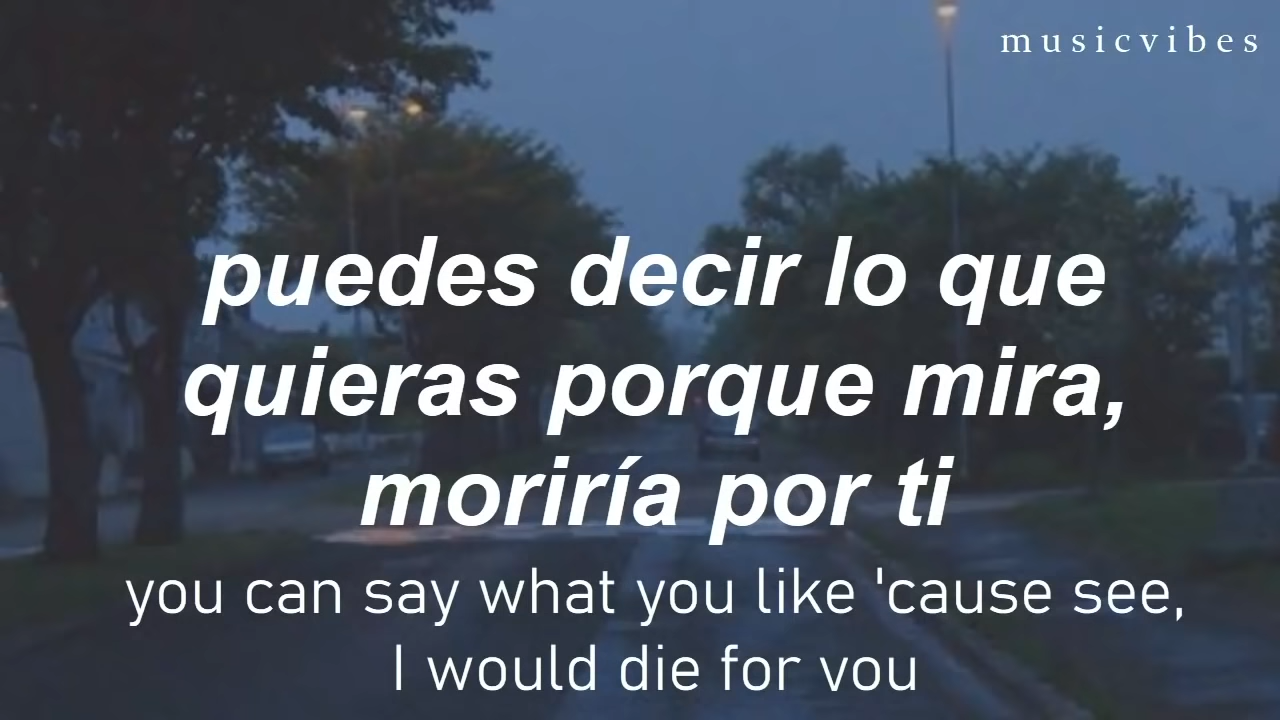 musicvibes
puedes decir lo que
quieras porque mira,
moriría por ti
you can say what you like 'cause see,
I would die for you